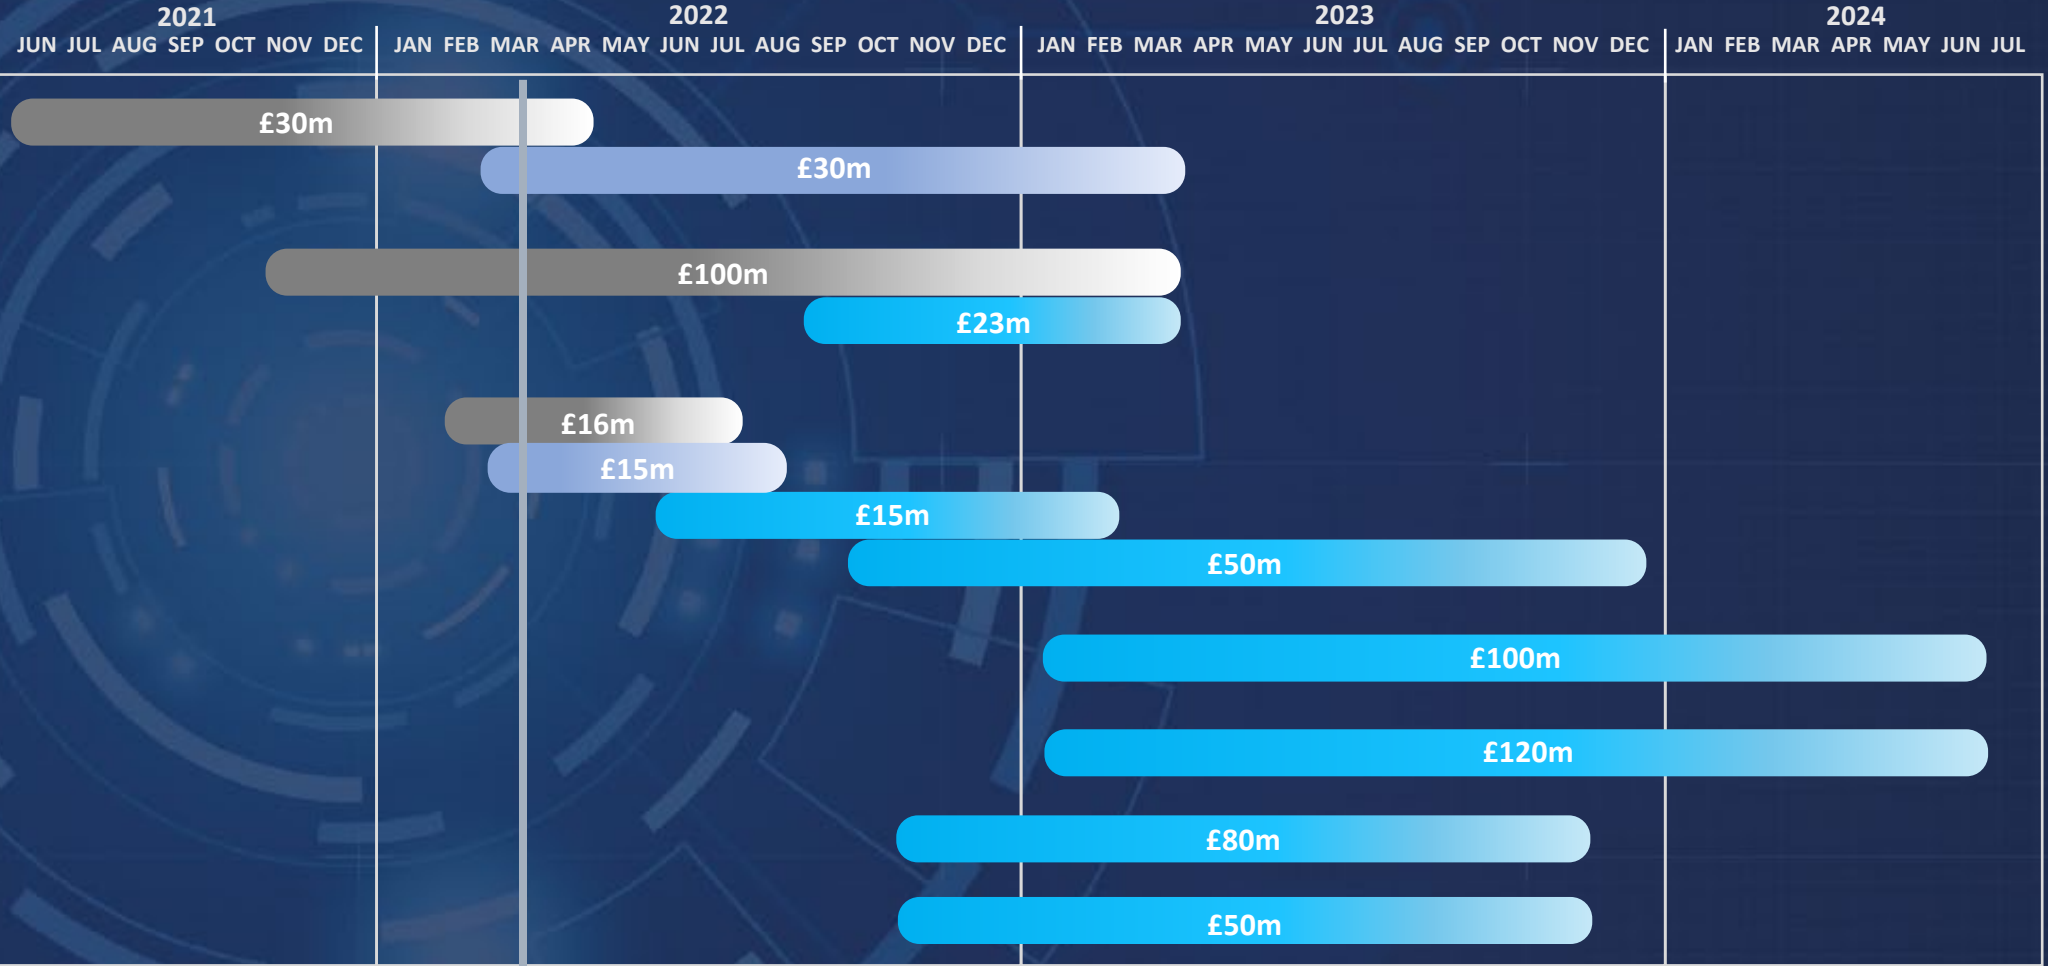 2021 2022 2023 2024
JUN JUL AUG SEP OCT NOV DEC JAN FEB MAR APR MAY JUN JUL AUG SEP OCT NOV DEC JAN FEB MAR APR MAY JUN JUL AUG SEP OCT NOV DEC JAN FEB MAR APR MAY JUN JUL
£30m
£30m
£100m
£23m
£16m
£15m
£15m
£50m
£100m
£120m
£80m
£50m